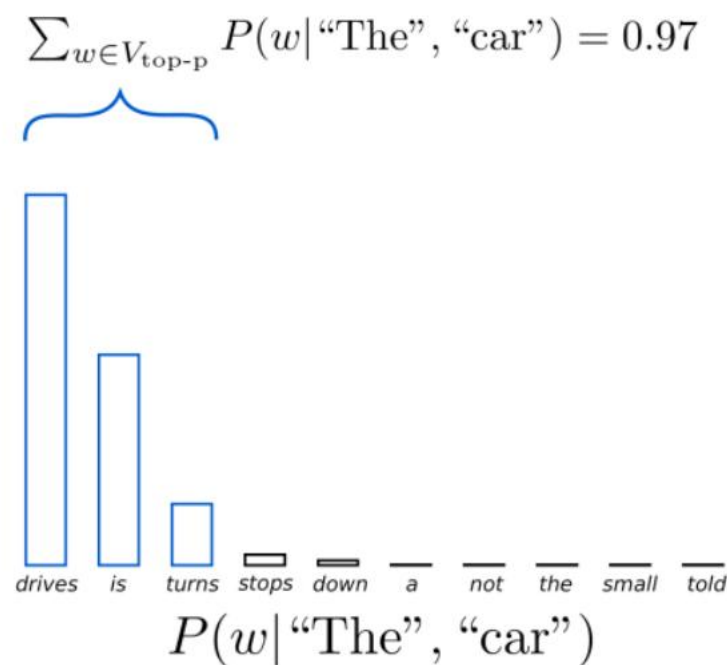 ∑w∈Vtop-p P(w|“The”, “car”) = 0.97
drives is turns stops down a not the small told
P(w|“The”, “car”)